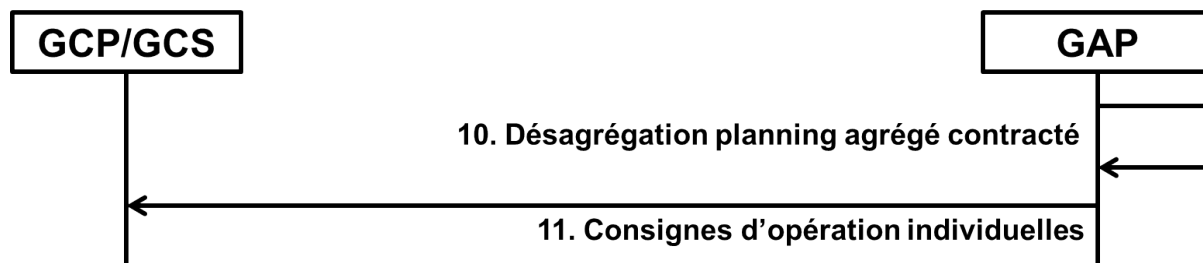 GCP/GCS
GAP
10. Désagrégation planning agrégé contracté
11. Consignes d’opération individuelles